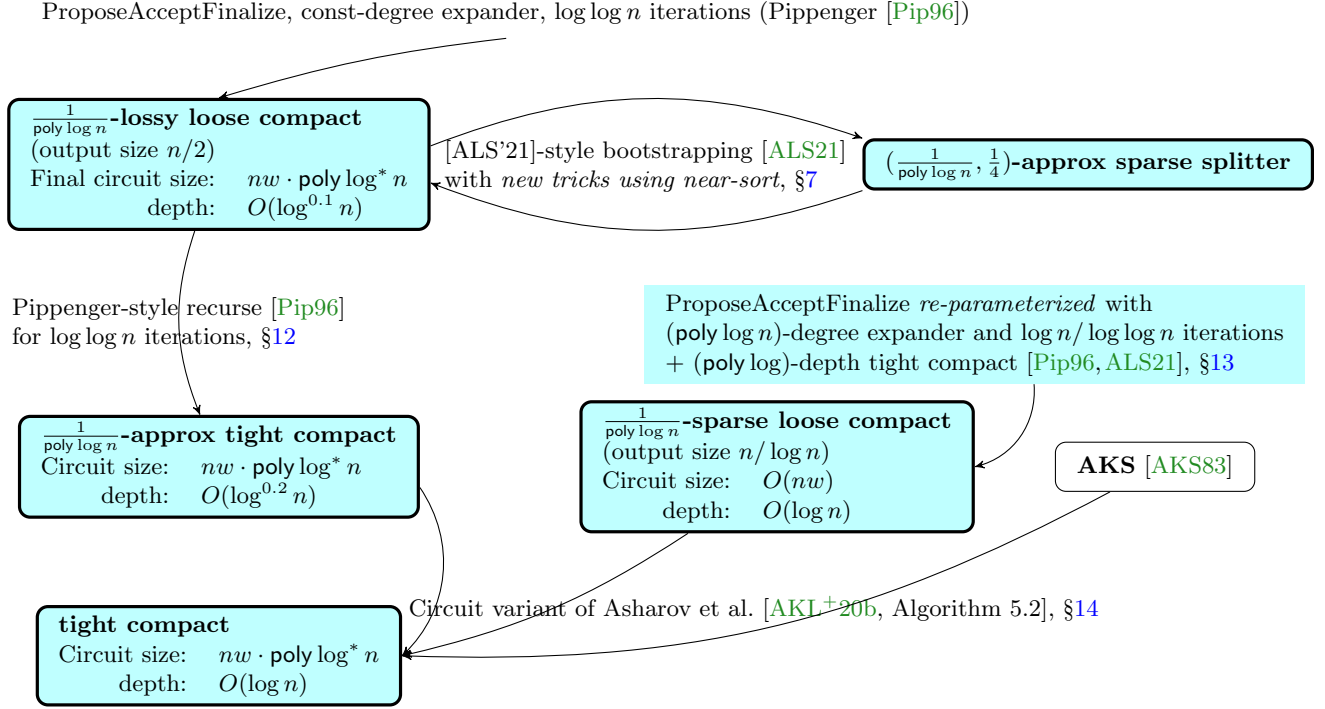 ProposeAcceptFinalize, const-degree expander, log log n iterations (Pippenger [Pip96])
1/poly log n-lossy loose compact
(output size n/2)
Final circuit size: nw · poly log* n
depth: O(log^0.1 n)
[ALS'21]-style bootstrapping [ALS21]
with new tricks using near-sort, §7
(1/poly log n, 1/4)-approx sparse splitter
Pippenger-style recurse [Pip96]
for log log n iterations, §12
ProposeAcceptFinalize re-parameterized with
(poly log n)-degree expander and log n/ log log n iterations
+ (poly log)-depth tight compact [Pip96, ALS21], §13
1/poly log n-approx tight compact
Circuit size: nw · poly log* n
depth: O(log^0.2 n)
1/poly log n-sparse loose compact
(output size n/ log n)
Circuit size: O(nw)
depth: O(log n)
AKS [AKS83]
Circuit variant of Asharov et al. [AKL+20b, Algorithm 5.2], §14
tight compact
Circuit size: nw · poly log* n
depth: O(log n)